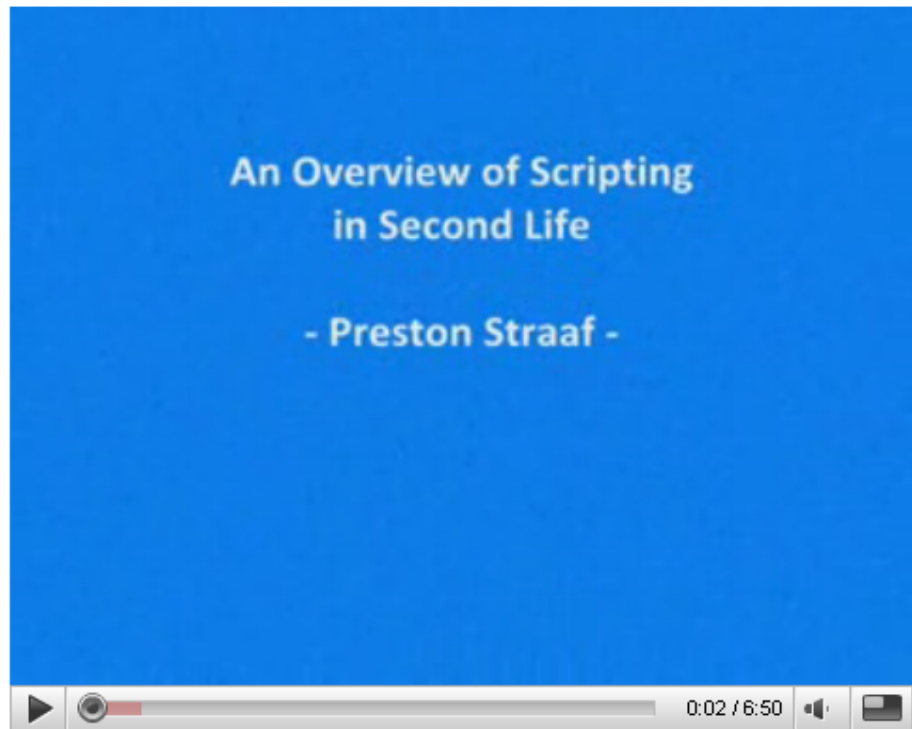 An Overview of Scripting
in Second Life
- Preston Straaf -
0:02 / 6:50